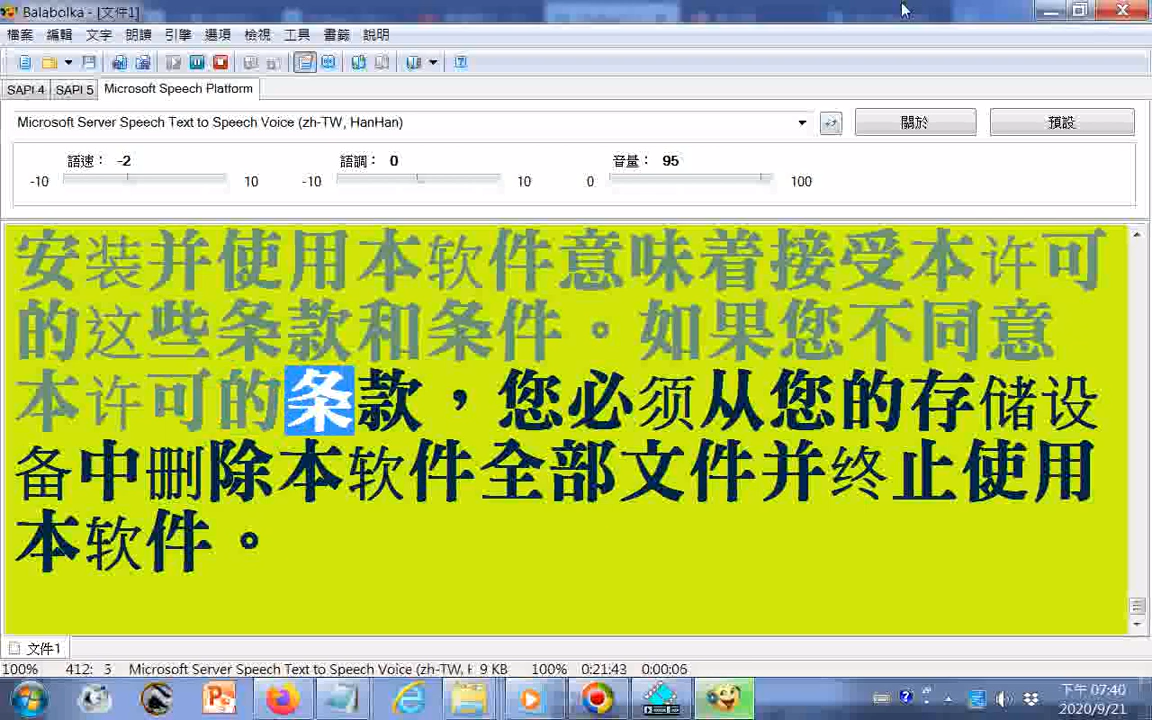 Balabolka - [文件1]
檔案 編輯 文字 朗讀 引擎 選項 檢視 工具 書籤 說明
SAPI 4 SAPI 5 Microsoft Speech Platform
Microsoft Server Speech Text to Speech Voice (zh-TW, HanHan) 關於 預設
語速： -2 語調： 0 音量： 95
-10 10 -10 10 0 100
安装并使用本软件意味着接受本许可
的这些条款和条件。如果您不同意
本许可的条款，您必须从您的存储设
备中删除本软件全部文件并终止使用
本软件。
文件1
100% 412: 3 Microsoft Server Speech Text to Speech Voice (zh-TW, H 9 KB 100% 0:21:43 0:00:06
下午 07:40
2020/9/21